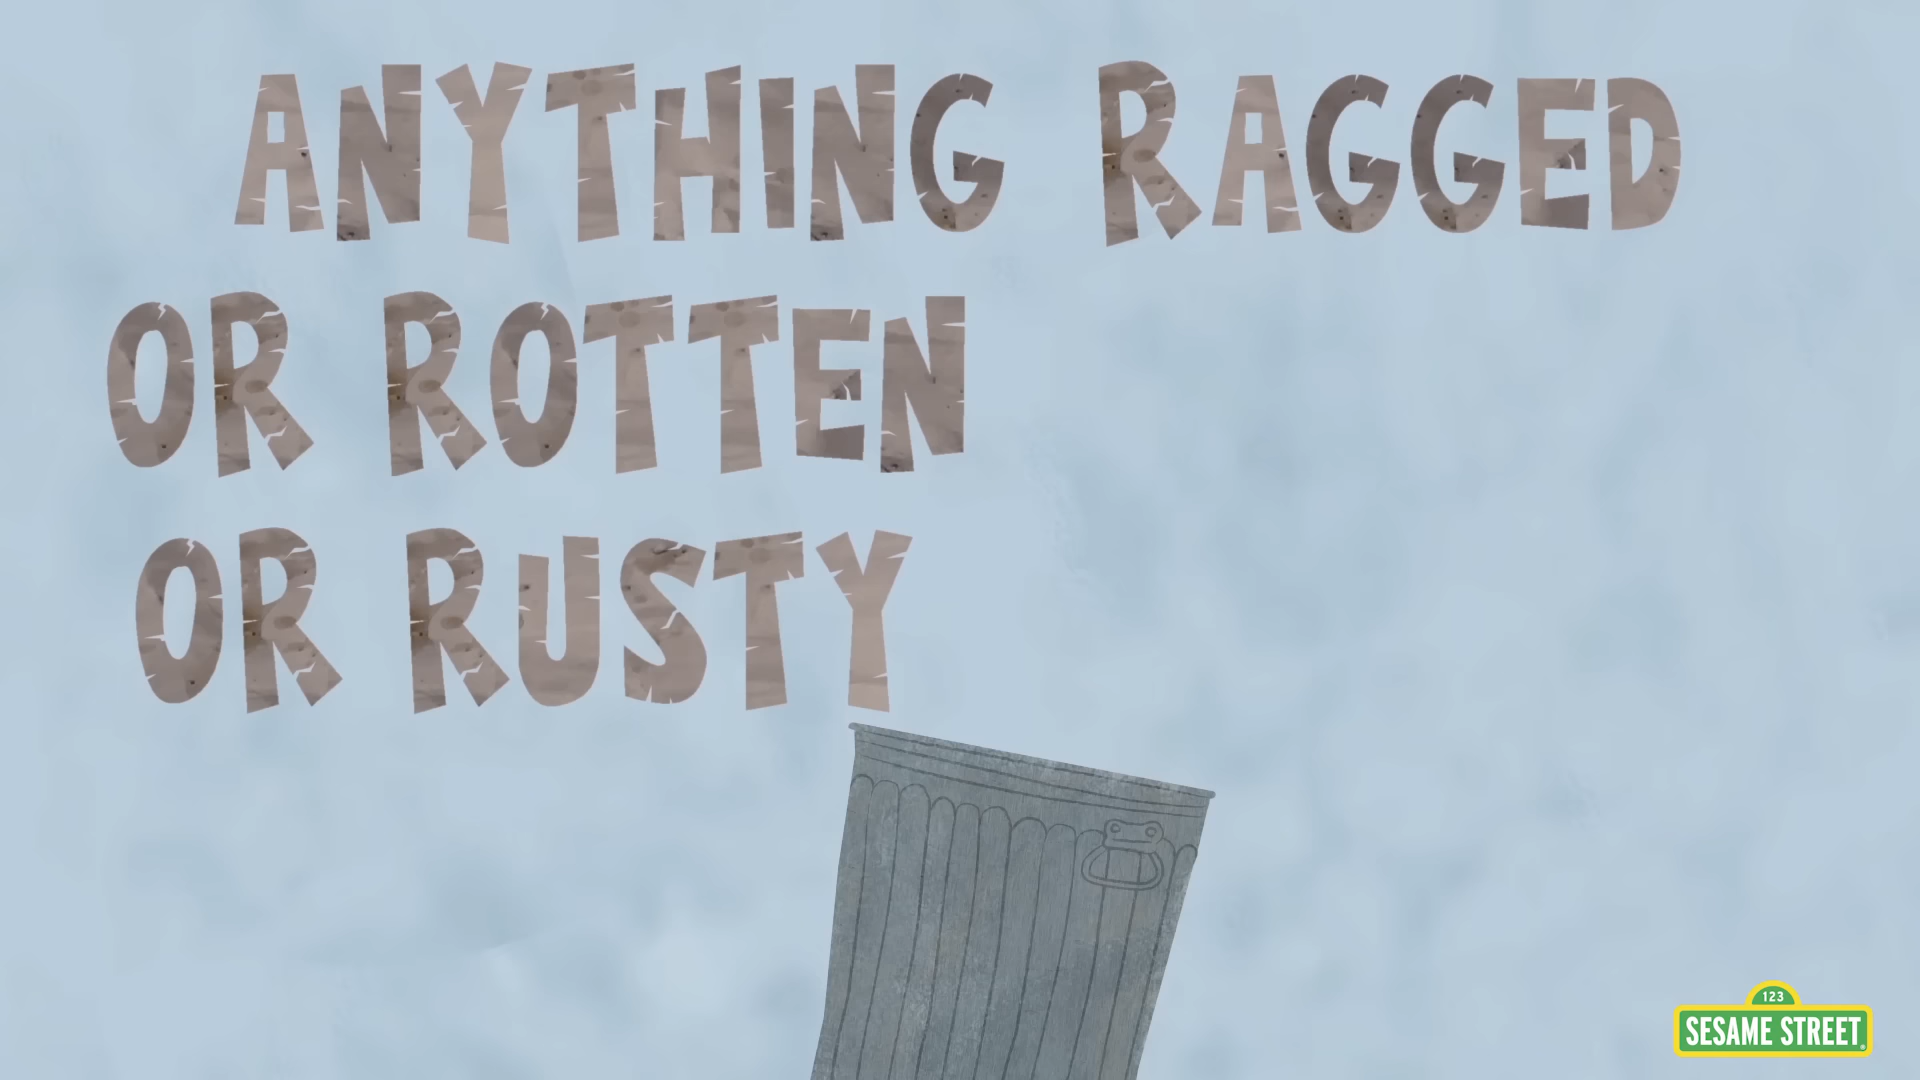 ANYTHING RAGGED
OR ROTTEN
OR RUSTY
123
SESAME STREET